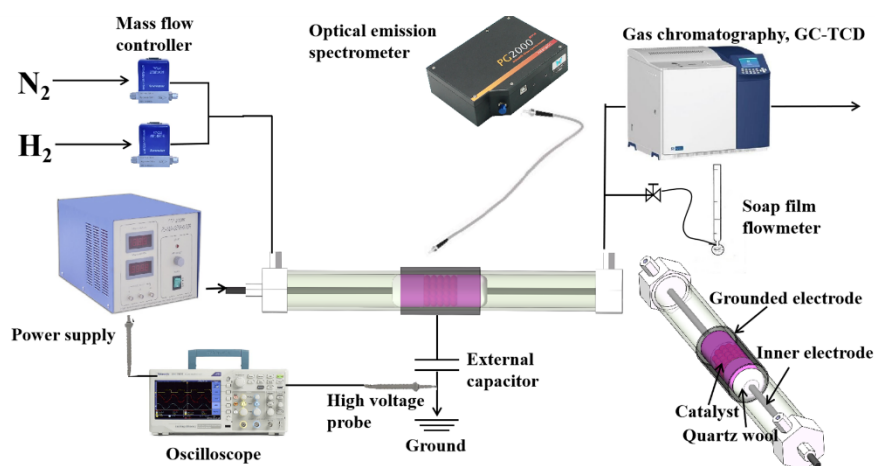 Mass flow
controller
N2
H2
Optical emission
spectrometer
PG2000
Gas chromatography, GC-TCD
Soap film
flowmeter
Power supply
External
capacitor
High voltage
probe
Ground
Oscilloscope
Grounded electrode
Inner electrode
Catalyst
Quartz wool